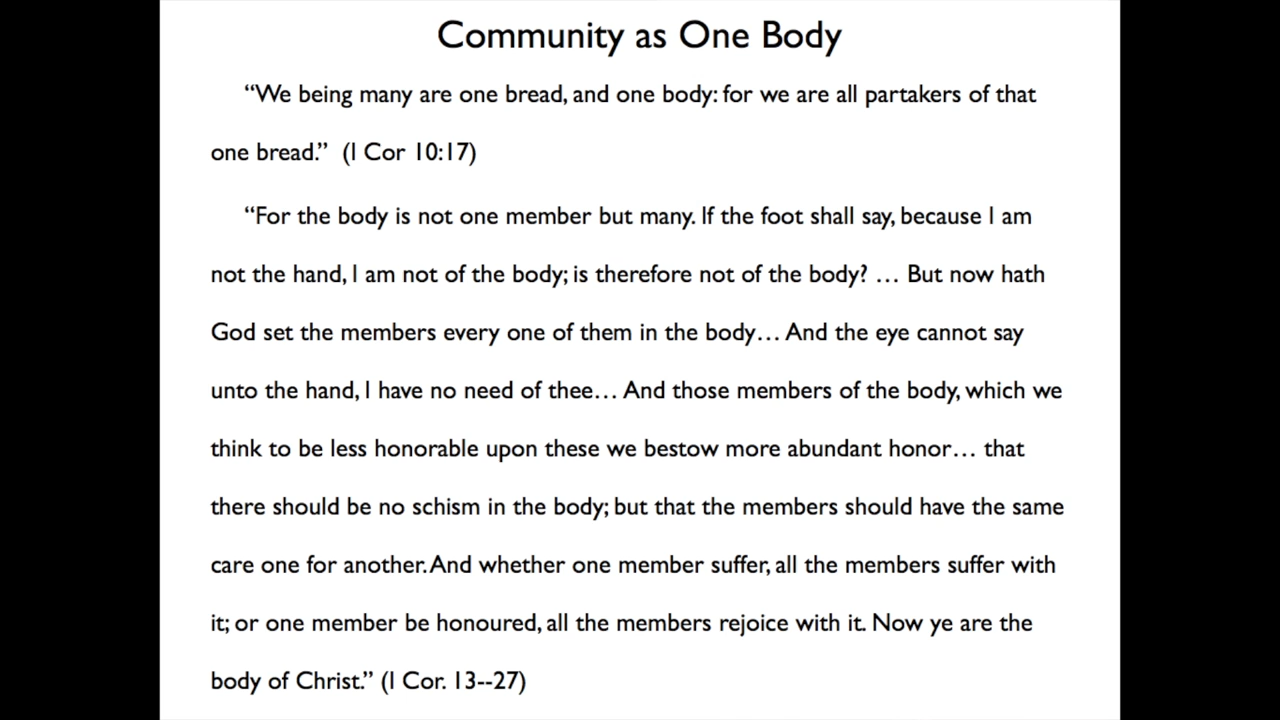 Community as One Body
“We being many are one bread, and one body: for we are all partakers of that
one bread.” (I Cor 10:17)
“For the body is not one member but many. If the foot shall say, because I am
not the hand, I am not of the body; is therefore not of the body? … But now hath
God set the members every one of them in the body… And the eye cannot say
unto the hand, I have no need of thee… And those members of the body, which we
think to be less honorable upon these we bestow more abundant honor… that
there should be no schism in the body; but that the members should have the same
care one for another. And whether one member suffer, all the members suffer with
it; or one member be honoured, all the members rejoice with it. Now ye are the
body of Christ.” (I Cor. 13--27)